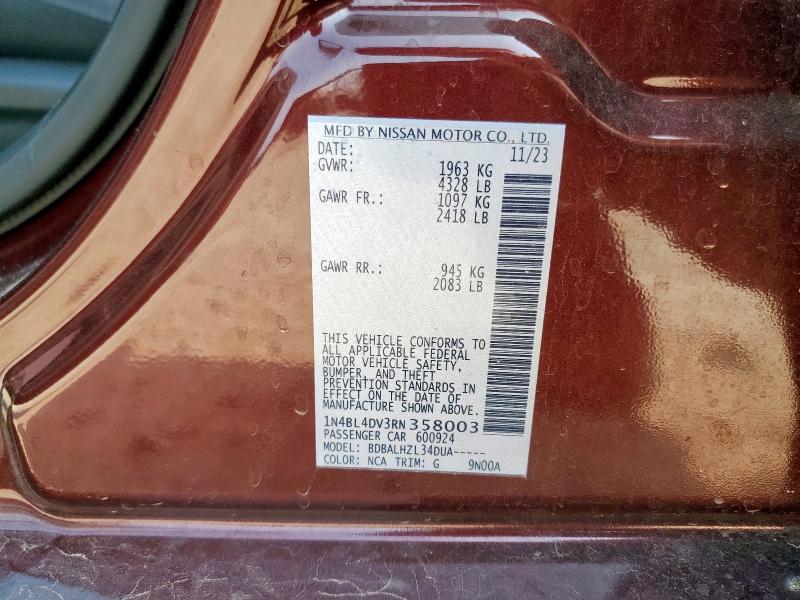 MFD BY NISSAN MOTOR CO., LTD.
DATE: 11/23
GVWR: 1963 KG
4328 LB
GAWR FR.: 1097 KG
2418 LB
GAWR RR.: 945 KG
2083 LB
THIS VEHICLE CONFORMS TO
ALL APPLICABLE FEDERAL
MOTOR VEHICLE SAFETY,
BUMPER, AND THEFT
PREVENTION STANDARDS IN
EFFECT ON THE DATE OF
MANUFACTURE SHOWN ABOVE.
1N4BL4DV3RN358003
PASSENGER CAR 600924
MODEL: BDBALHZL34DUA-----
COLOR: NCA TRIM: G 9N00A